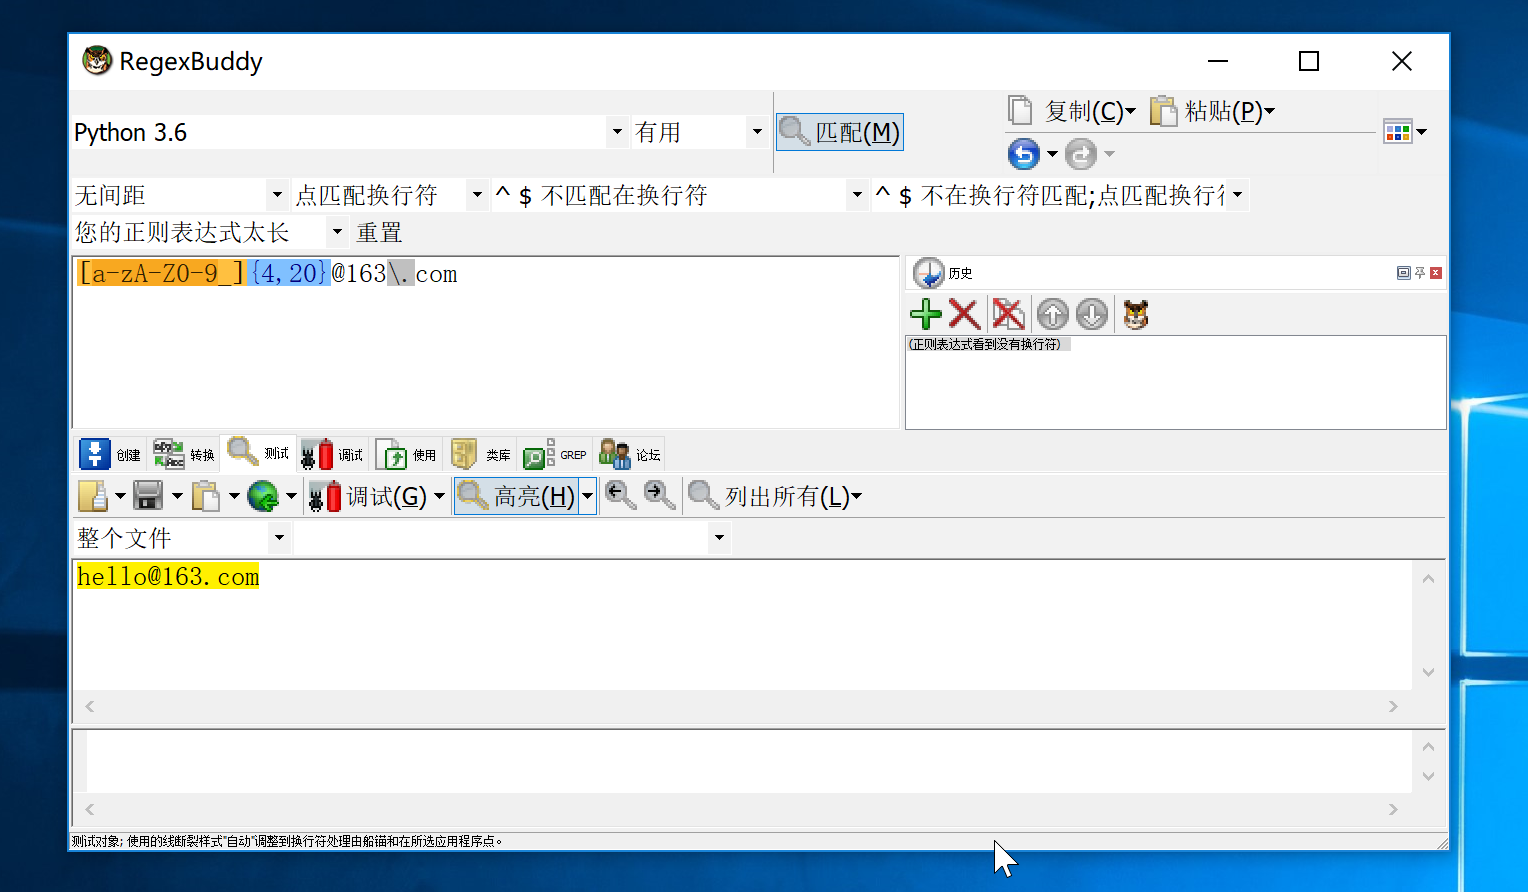 RegexBuddy
Python 3.6 有用 匹配(M) 复制(C) 粘贴(P)
无间距 点匹配换行符 ^ $ 不匹配在换行符 ^ $ 不在换行符匹配;点匹配换行
您的正则表达式太长 重置
[a-zA-Z0-9_]{4,20}@163\.com
历史
(正则表达式看到没有换行符)
创建 转换 测试 调试 使用 类库 GREP 论坛
调试(G) 高亮(H) 列出所有(L)
整个文件
hello@163.com
测试对象; 使用的线断裂样式"自动"调整到换行符处理由船锚和在所选应用程序点。